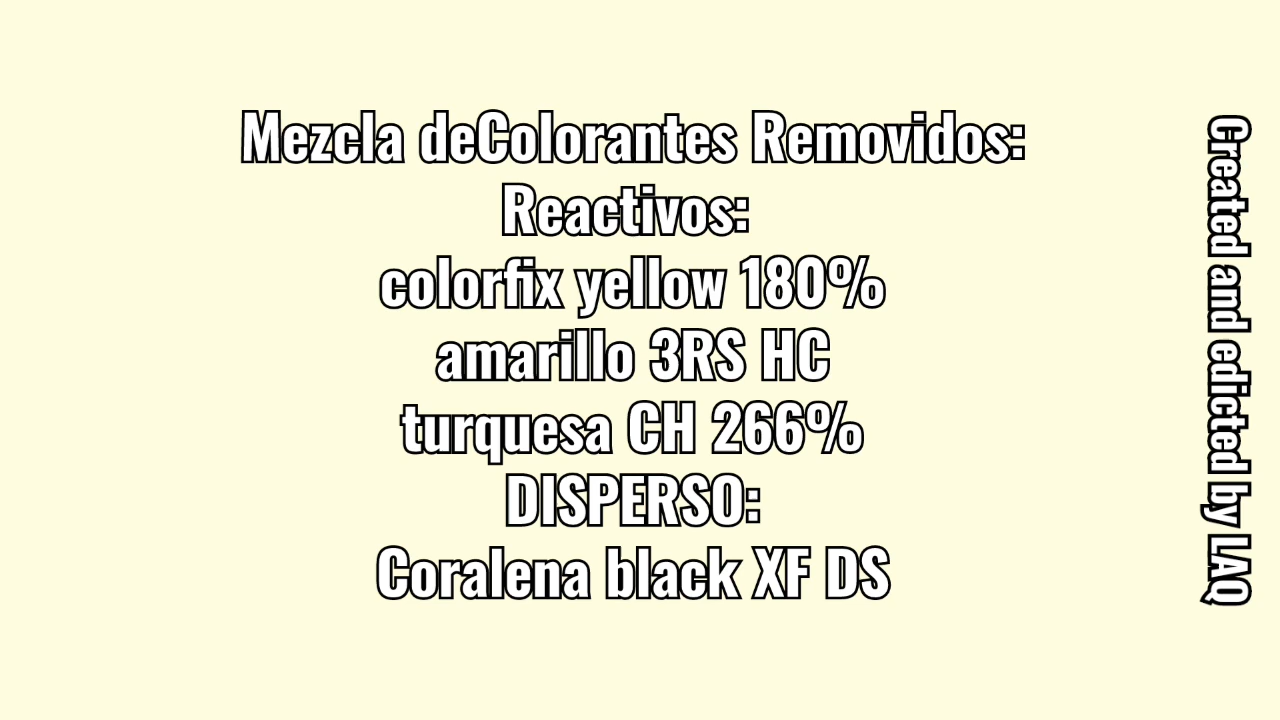 Mezcla deColorantes Removidos:
Reactivos:
colorfix yellow 180%
amarillo 3RS HC
turquesa CH 266%
DISPERSO:
Coralena black XF DS
Created and edicted by LAQ